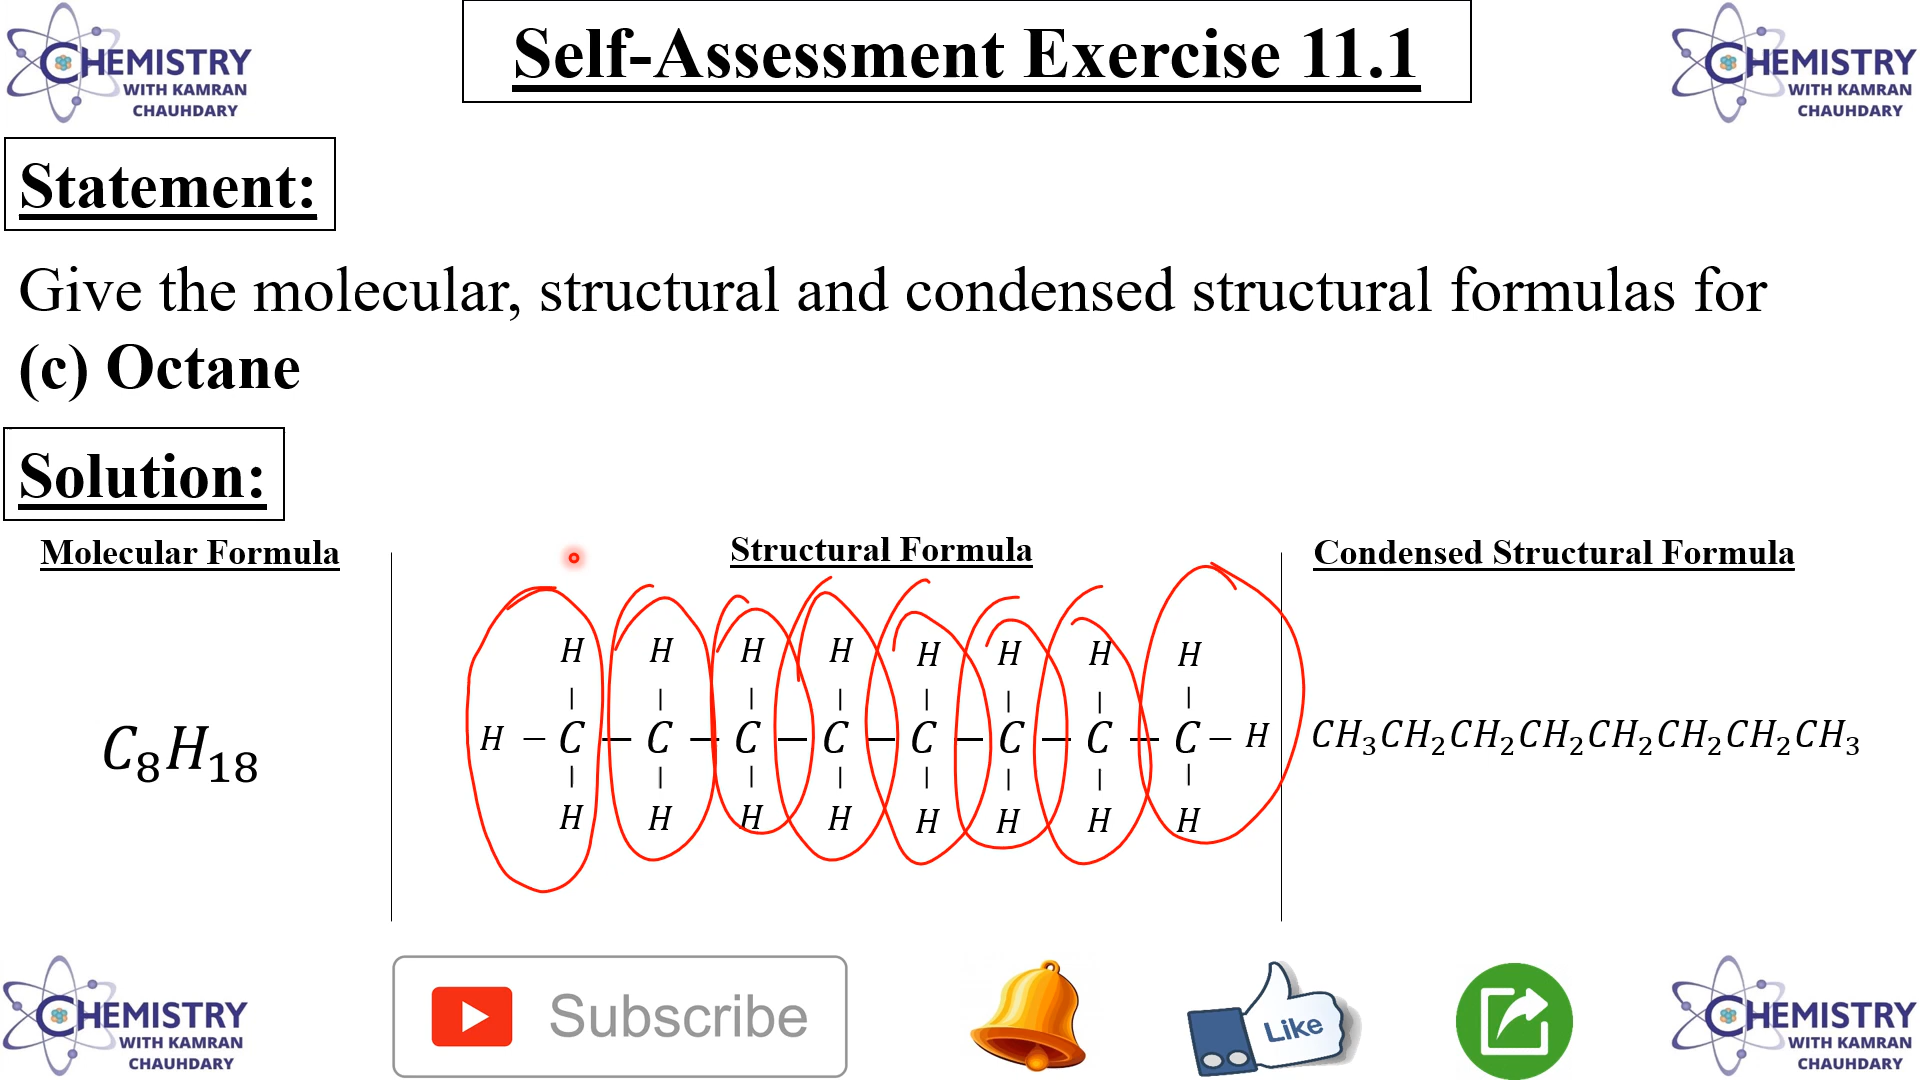 CHEMISTRY
WITH KAMRAN
CHAUHDARY
Self-Assessment Exercise 11.1
CHEMISTRY
WITH KAMRAN
CHAUHDARY
Statement:
Give the molecular, structural and condensed structural formulas for
(c) Octane
Solution:
Molecular Formula
Structural Formula
Condensed Structural Formula
H H H H H H H H
| | | | | | | |
C₈H₁₈
H – C – C – C – C – C – C – C – C – H
CH₃CH₂CH₂CH₂CH₂CH₂CH₂CH₃
| | | | | | | |
H H H H H H H H
CHEMISTRY
WITH KAMRAN
CHAUHDARY
Subscribe
Like
CHEMISTRY
WITH KAMRAN
CHAUHDARY